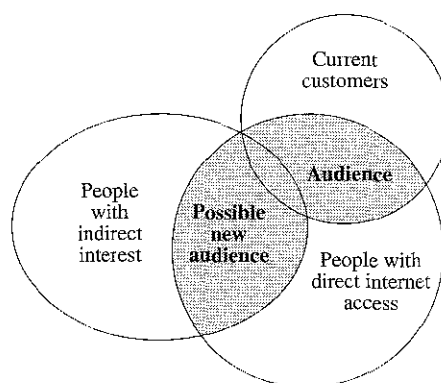 Current
customers
Audience
People
with
indirect
interest
Possible
new
audience
People with
direct internet
access